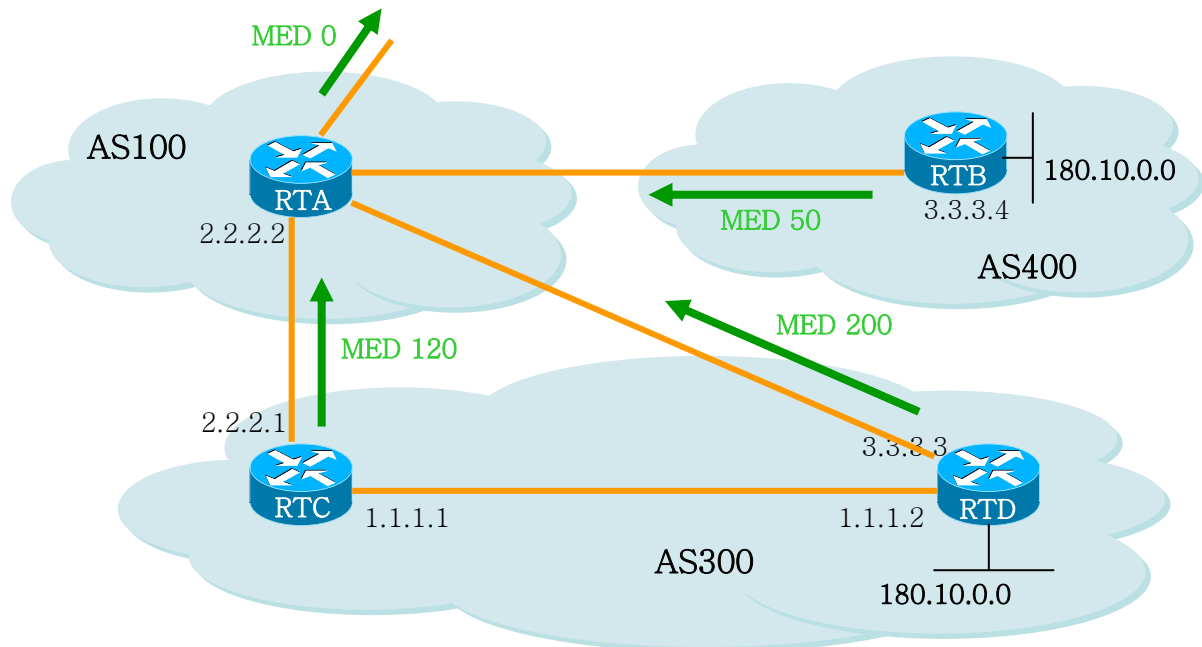 MED 0
AS100
RTA
2.2.2.2
RTB
180.10.0.0
3.3.3.4
MED 50
AS400
MED 200
MED 120
2.2.2.1
3.3.3.3
RTC
RTD
1.1.1.1
1.1.1.2
AS300
180.10.0.0